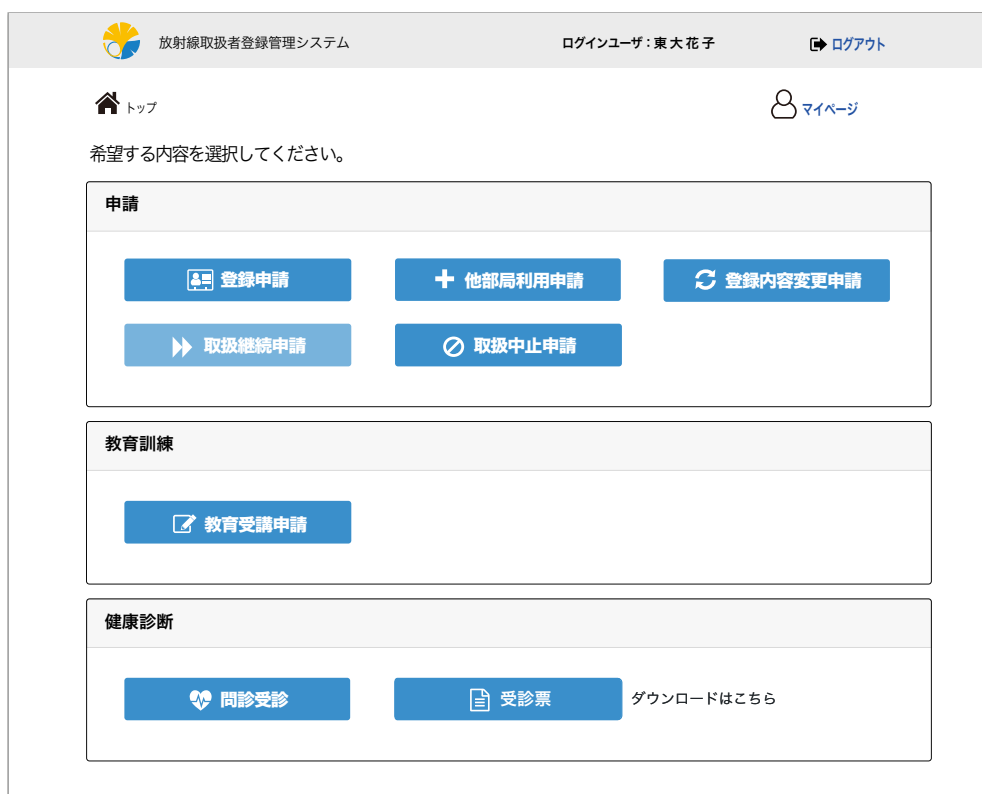 放射線取扱者登録管理システム ログインユーザ：東大花子 ログアウト
トップ マイページ
希望する内容を選択してください。
申請
登録申請 他部局利用申請 登録内容変更申請
取扱継続申請 取扱中止申請
教育訓練
教育受講申請
健康診断
問診受診 受診票 ダウンロードはこちら